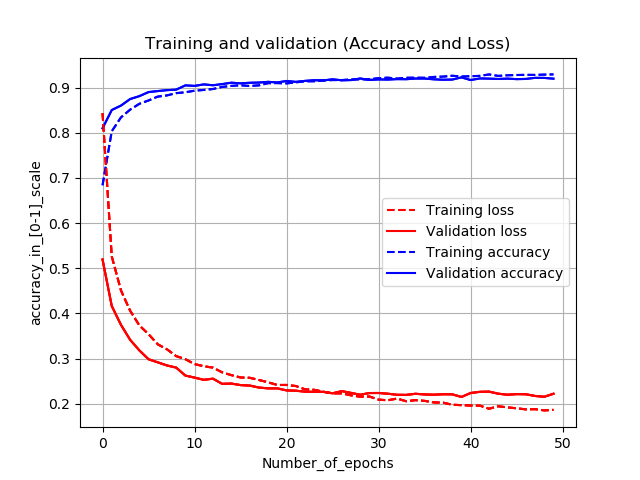 Training and validation (Accuracy and Loss)
accuracy_in_[0-1]_scale
0.9
0.8
0.7
0.6
0.5
0.4
0.3
0.2
Training loss
Validation loss
Training accuracy
Validation accuracy
0 10 20 30 40 50
Number_of_epochs